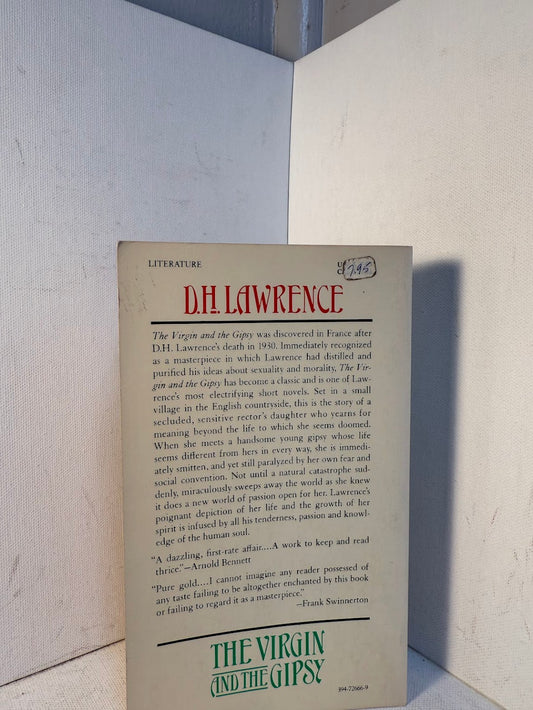 LITERATURE
7.95
D.H. LAWRENCE
The Virgin and the Gipsy was discovered in France after
D.H. Lawrence's death in 1930. Immediately recognized
as a masterpiece in which Lawrence had distilled and
purified his ideas about sexuality and morality, The Vir-
gin and the Gipsy has become a classic and is one of Law-
rence's most electrifying short novels. Set in a small
village in the English countryside, this is the story of a
secluded, sensitive rector's daughter who yearns for
meaning beyond the life to which she seems doomed.
When she meets a handsome young gipsy whose life
seems different from hers in every way, she is immedi-
ately smitten, and yet still paralyzed by her own fear and
social convention. Not until a natural catastrophe sud-
denly, miraculously sweeps away the world as she knew
it does a new world of passion open for her. Lawrence's
poignant depiction of her life and the growth of her
spirit is infused by all his tenderness, passion and knowl-
edge of the human soul.
"A dazzling, first-rate affair....A work to keep and read
thrice."—Arnold Bennett
"Pure gold....I cannot imagine any reader possessed of
any taste failing to be altogether enchanted by this book
or failing to regard it as a masterpiece."
—Frank Swinnerton
THE VIRGIN
AND THE GIPSY
394-72666-9